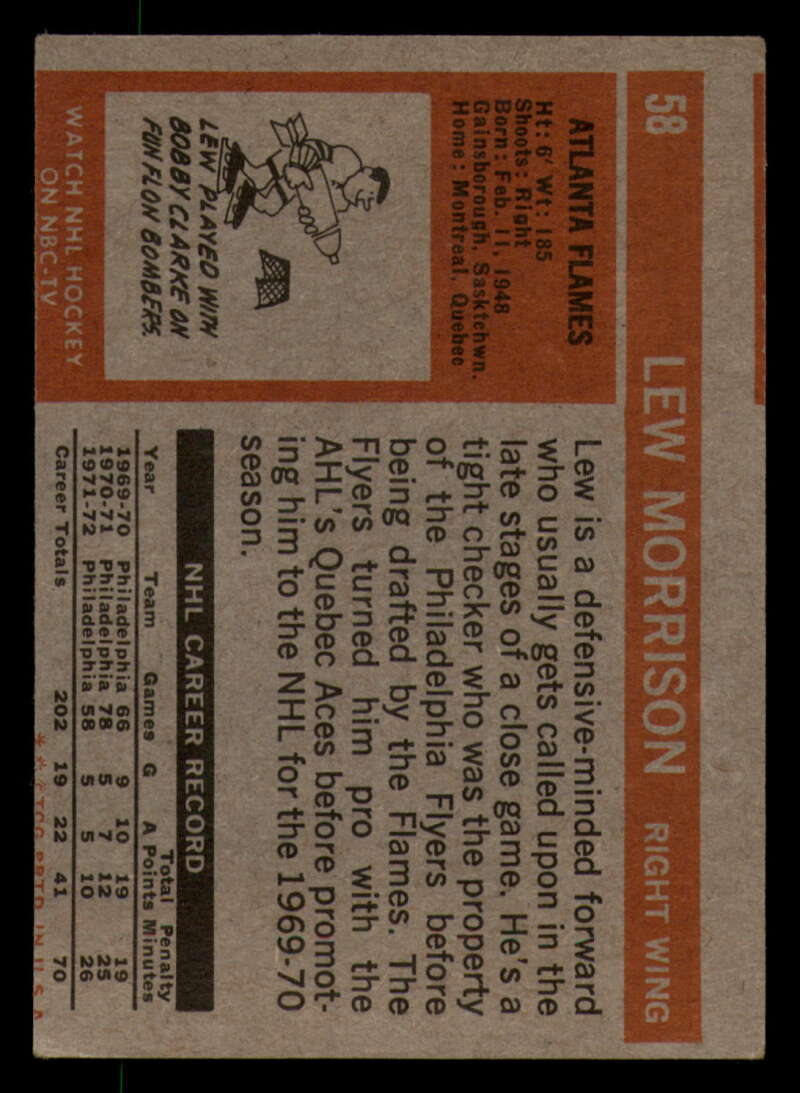 58 LEW MORRISON RIGHT WING
ATLANTA FLAMES
Ht: 6' Wt: 185
Shoots: Right
Born: Feb. 11, 1948
Gainsborough, Sasktchwn.
Home: Montreal, Quebec
LEW PLAYED WITH
BOBBY CLARKE ON
FLIN FLON BOMBERS.
WATCH NHL HOCKEY
ON NBC-TV
Lew is a defensive-minded forward
who usually gets called upon in the
late stages of a close game. He's a
tight checker who was the property
of the Philadelphia Flyers before
being drafted by the Flames. The
Flyers turned him pro with the
AHL's Quebec Aces before promot-
ing him to the NHL for the 1969-70
season.
NHL CAREER RECORD
Total Penalty
Year Team Games G A Points Minutes
1969-70 Philadelphia 66 9 10 19 19
1970-71 Philadelphia 78 5 7 12 25
1971-72 Philadelphia 58 5 5 10 26
Career Totals 202 19 22 41 70
* * ©TCG PRTD IN U.S.A.